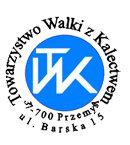 Towarzystwo Walki z Kalectwem
TWK
37-700 Przemyśl
ul. Barska 15